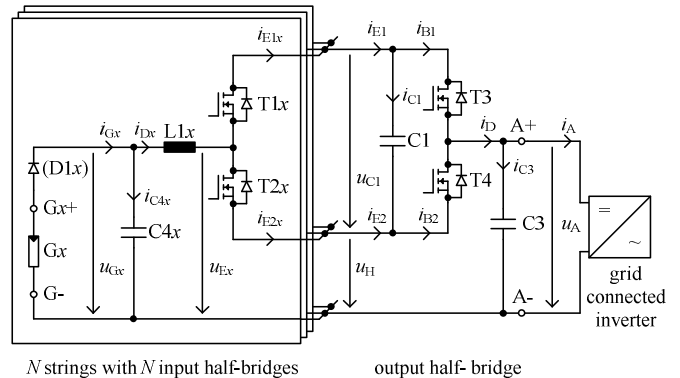 iE1x
iE1
iB1
T1x
iC1
T3
iGx
iDx
L1x
iD
A+
iA
(D1x)
C1
iC3
Gx+
iC4x
T2x
uC1
T4
=
~
Gx
C4x
iE2x
iE2
iB2
C3
uA
uGx
uEx
uH
G-
A-
grid
connected
inverter
N strings with N input half-bridges
output half- bridge